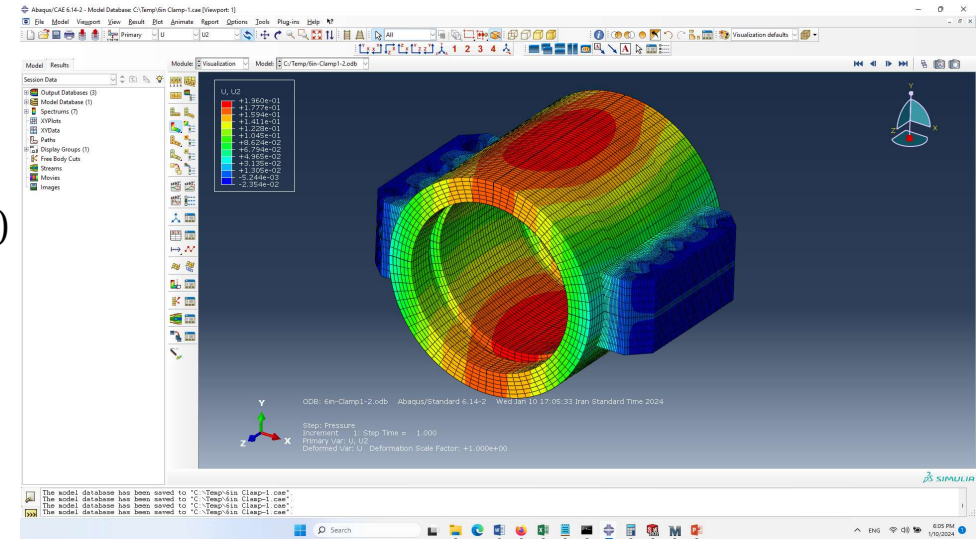 Abaqus/CAE 6.14-2 - Model Database: C:\Temp\6in Clamp-1.cae [Viewport: 1]
File Model Viewport View Result Plot Animate Report Options Tools Plug-ins Help
Primary U U2 All Visualization defaults
1 2 3 4
Model Results Module: Visualization Model: C:/Temp/6in-Clamp1-2.odb
Session Data
Output Databases (3)
Model Database (1)
Spectrums (7)
XYPlots
XYData
Paths
Display Groups (1)
Free Body Cuts
Streams
Movies
Images
)
U, U2
+1.960e-01
+1.777e-01
+1.594e-01
+1.411e-01
+1.228e-01
+1.045e-01
+8.624e-02
+6.794e-02
+4.965e-02
+3.135e-02
+1.305e-02
-5.244e-03
-2.354e-02
Y
Z X
Y
Z X
ODB: 6in-Clamp1-2.odb Abaqus/Standard 6.14-2 Wed Jan 10 17:05:33 Iran Standard Time 2024
Step: Pressure
Increment 1: Step Time = 1.000
Primary Var: U, U2
Deformed Var: U Deformation Scale Factor: +1.000e+00
SIMULIA
The model database has been saved to "C:\Temp\6in Clamp-1.cae".
The model database has been saved to "C:\Temp\6in Clamp-1.cae".
The model database has been saved to "C:\Temp\6in Clamp-1.cae".
The model database has been saved to "C:\Temp\6in Clamp-1.cae".
Search
ENG
6:05 PM
1/10/2024